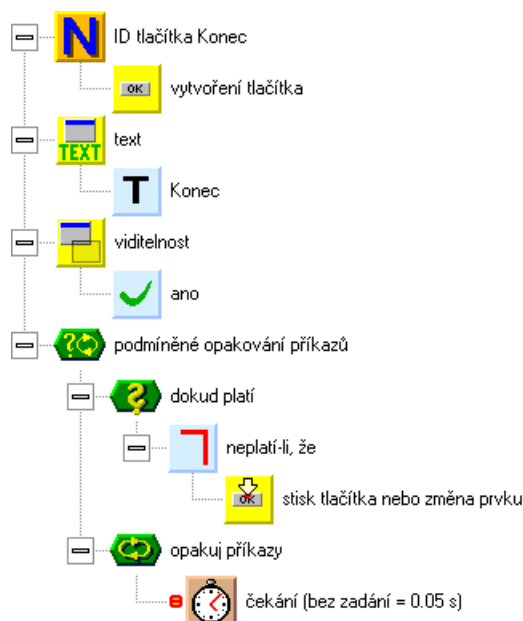 N ID tlačítka Konec
OK vytvoření tlačítka
TEXT text
T Konec
viditelnost
ano
? podmíněné opakování příkazů
? dokud platí
neplatí-li, že
OK stisk tlačítka nebo změna prvku
opakuj příkazy
čekání (bez zadání = 0.05 s)